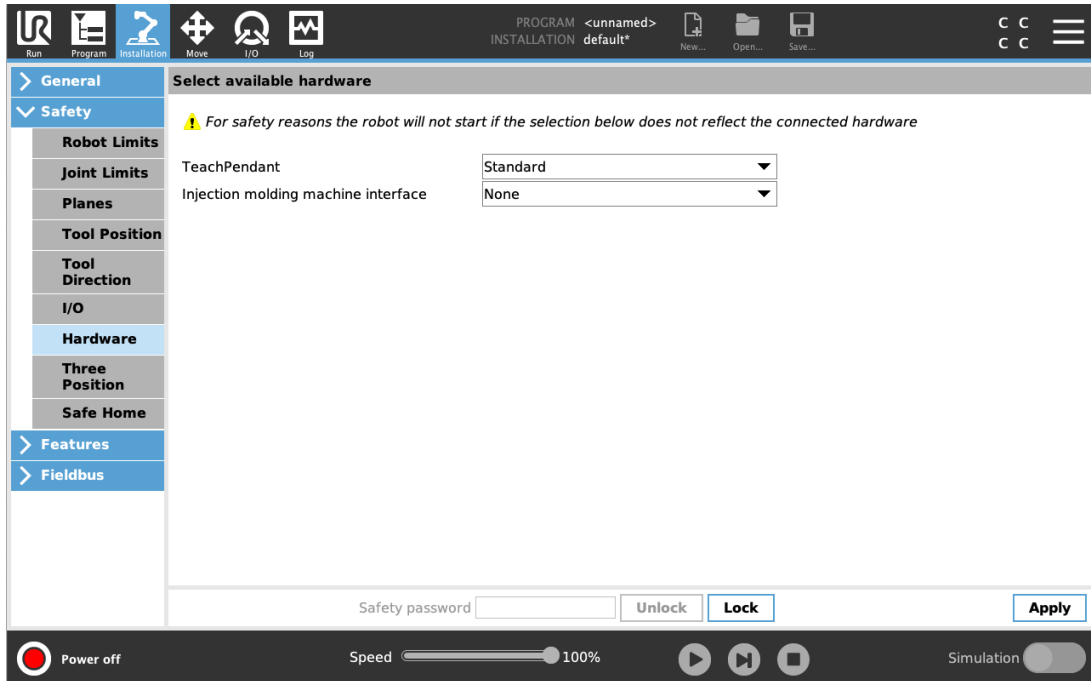 UR
Run
Program
Installation
Move
I/O
Log
PROGRAM <unnamed>
INSTALLATION default*
New...
Open...
Save...
C C
C C
General
Safety
Robot Limits
Joint Limits
Planes
Tool Position
Tool
Direction
I/O
Hardware
Three
Position
Safe Home
Features
Fieldbus
Select available hardware
For safety reasons the robot will not start if the selection below does not reflect the connected hardware
TeachPendant Standard
Injection molding machine interface None
Safety password Unlock Lock Apply
Power off Speed 100% Simulation